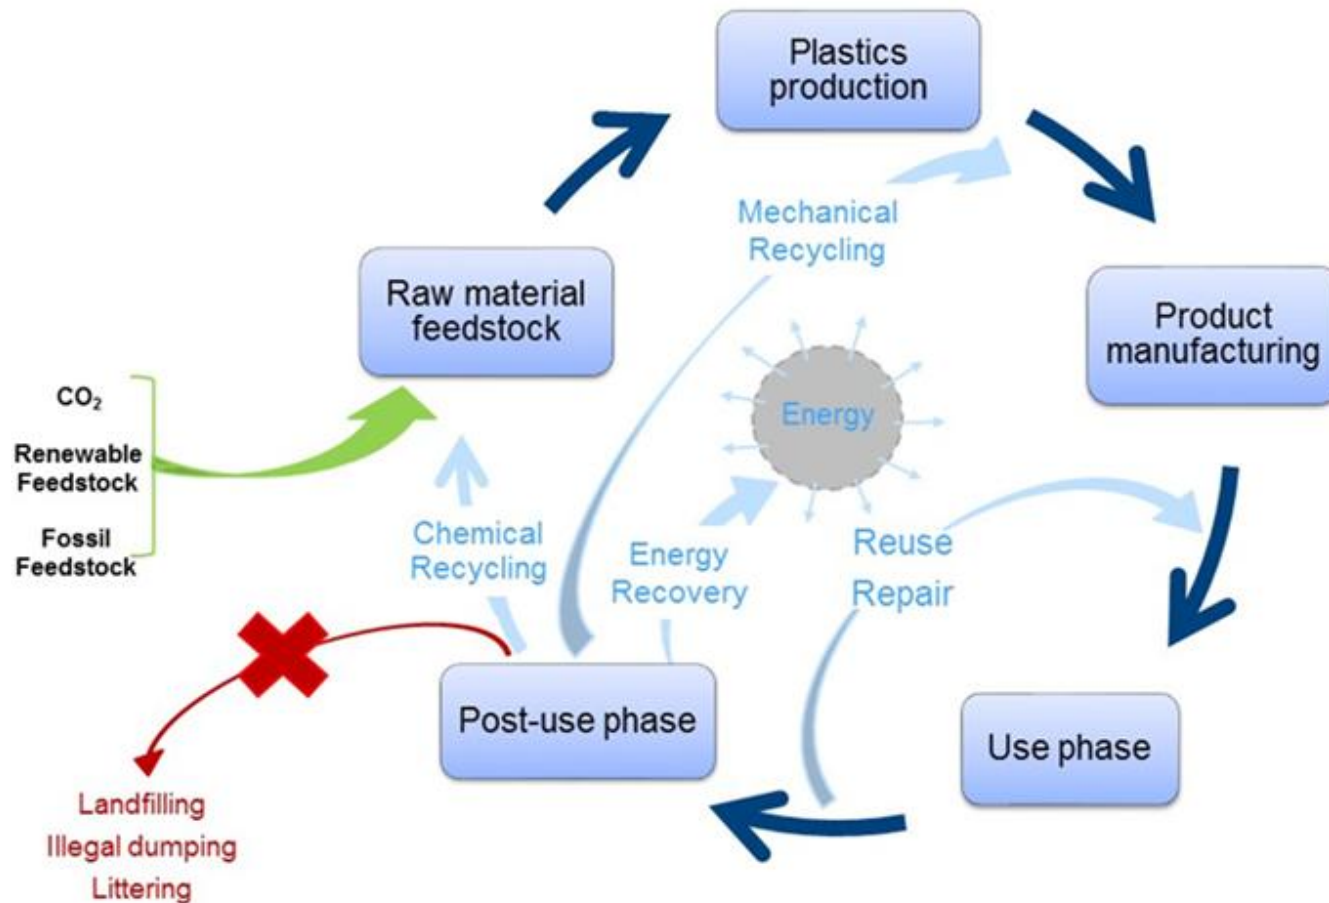 Plastics
production
Mechanical
Recycling
Raw material
feedstock
Product
manufacturing
CO₂
Renewable
Feedstock
Fossil
Feedstock
Energy
Chemical
Recycling
Energy
Recovery
Reuse
Repair
Post-use phase
Use phase
Landfilling
Illegal dumping
Littering